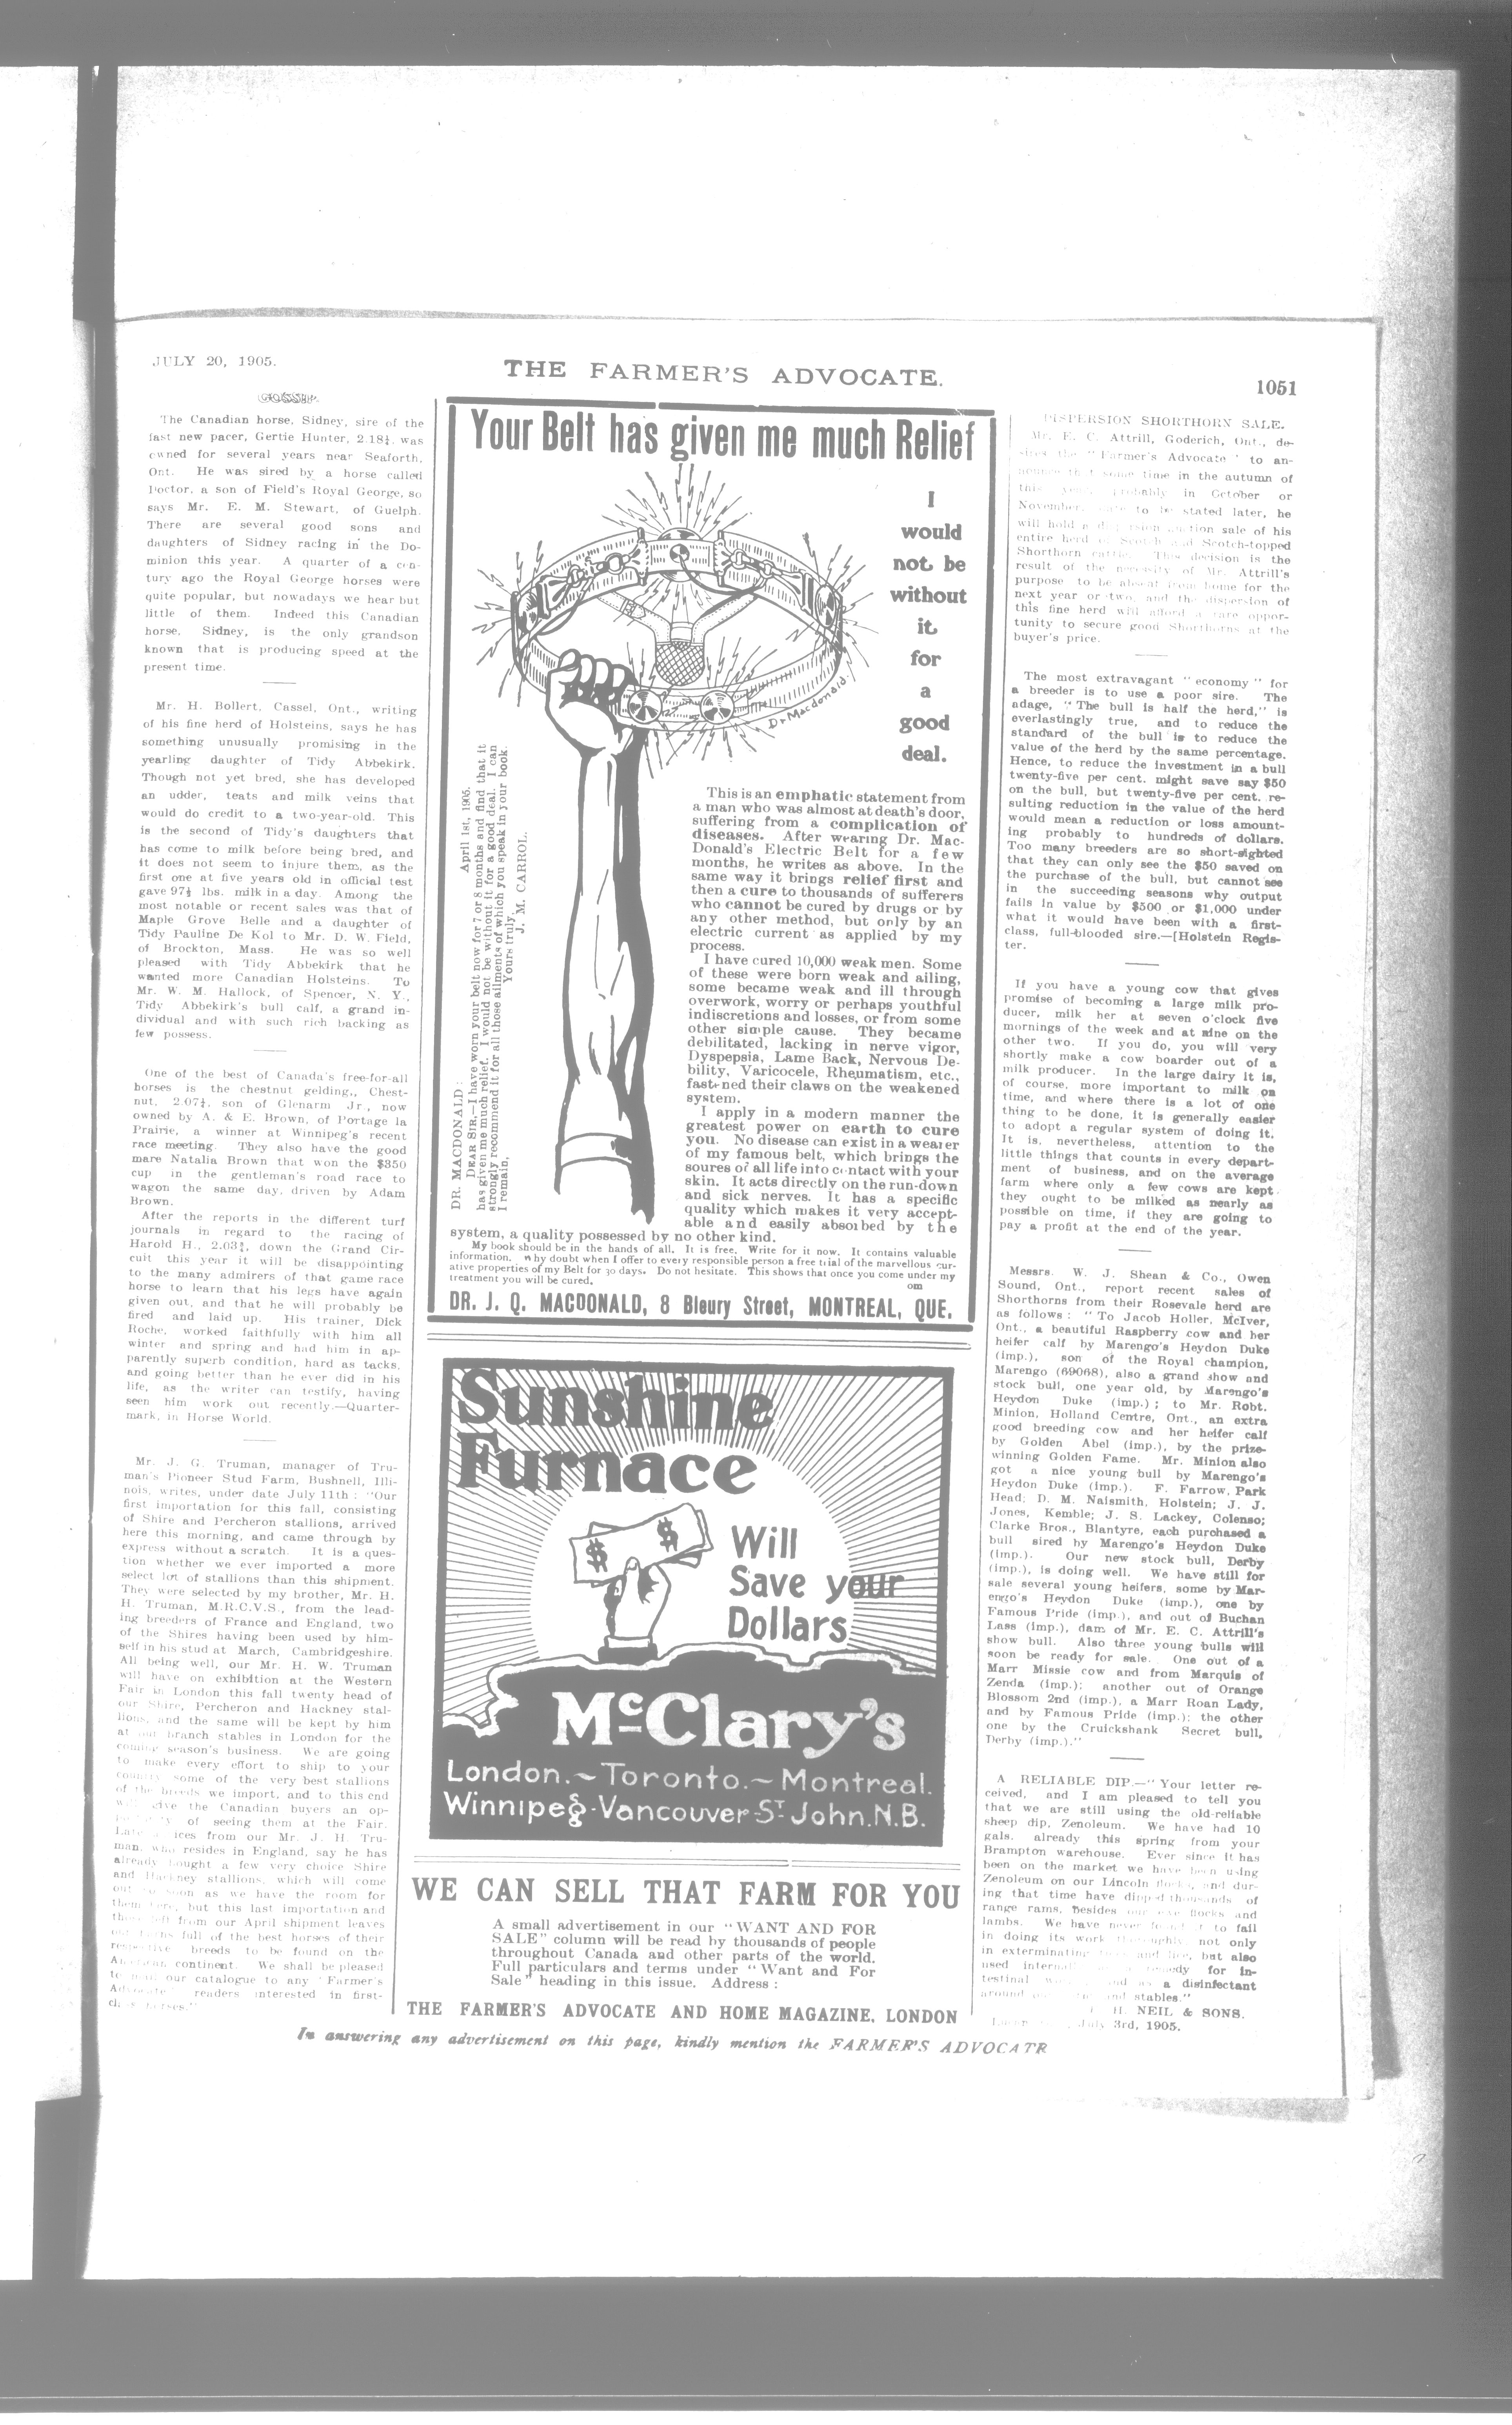 JULY 20, 1905.
THE FARMER'S ADVOCATE.
1051
GOSSIP.
The Canadian horse, Sidney, sire of the
fast new pacer, Gertie Hunter, 2.18¼, was
owned for several years near Seaforth,
Ont. He was sired by a horse called
Doctor, a son of Field's Royal George, so
says Mr. E. M. Stewart, of Guelph.
There are several good sons and
daughters of Sidney racing in the Do-
minion this year. A quarter of a cen-
tury ago the Royal George horses were
quite popular, but nowadays we hear but
little of them. Indeed this Canadian
horse, Sidney, is the only grandson
known that is producing speed at the
present time.
Mr. H. Bollert, Cassel, Ont., writing
of his fine herd of Holsteins, says he has
something unusually promising in the
yearling daughter of Tidy Abbekirk.
Though not yet bred, she has developed
an udder, teats and milk veins that
would do credit to a two-year-old. This
is the second of Tidy's daughters that
has come to milk before being bred, and
it does not seem to injure them, as the
first one at five years old in official test
gave 97½ lbs. milk in a day. Among the
most notable or recent sales was that of
Maple Grove Belle and a daughter of
Tidy Pauline De Kol to Mr. D. W. Field,
of Brockton, Mass. He was so well
pleased with Tidy Abbekirk that he
wanted more Canadian Holsteins. To
Mr. W. M. Hallock, of Spencer, N. Y.,
Tidy Abbekirk's bull calf, a grand in-
dividual and with such rich backing as
few possess.
One of the best of Canada's free-for-all
horses is the chestnut gelding,, Chest-
nut, 2.07¼, son of Glenarm Jr, now
owned by A. & E. Brown, of Portage la
Prairie, a winner at Winnipeg's recent
race meeting. They also have the good
mare Natalia Brown that won the $350
cup in the gentleman's road race to
wagon the same day, driven by Adam
Brown.
After the reports in the different turf
journals in regard to the racing of
Harold H., 2.03¾, down the Grand Cir-
cuit this year it will be disappointing
to the many admirers of that game race
horse to learn that his legs have again
given out, and that he will probably be
fired and laid up. His trainer, Dick
Roche, worked faithfully with him all
winter and spring and had him in ap-
parently superb condition, hard as tacks,
and going better than he ever did in his
life, as the writer can testify, having
seen him work out recently.—Quarter-
mark, in Horse World.
Mr. J. G. Truman, manager of Tru-
man's Pioneer Stud Farm, Bushnell, Illi-
nois, writes, under date July 11th : "Our
first importation for this fall, consisting
of Shire and Percheron stallions, arrived
here this morning, and came through by
express without a scratch. It is a ques-
tion whether we ever imported a more
select lot of stallions than this shipment.
They were selected by my brother, Mr. H.
H. Truman, M.R.C.V.S., from the lead-
ing breeders of France and England, two
of the Shires having been used by him-
self in his stud at March, Cambridgeshire.
All being well, our Mr. H. W. Truman
will have on exhibition at the Western
Fair in London this fall twenty head of
our Shire, Percheron and Hackney stal-
lions, and the same will be kept by him
at our branch stables in London for the
coming season's business. We are going
to make every effort to ship to your
country some of the very best stallions
of the breeds we import, and to this end
will give the Canadian buyers an op-
of seeing them at the Fair.
ices from our Mr. J. H. Tru-
man, who resides in England, say he has
already bought a few very choice Shire
and Hackney stallions, which will come
out so soon as we have the room for
them here, but this last importation and
those left from our April shipment leaves
full of the best horses of their
respective breeds to be found on the
American continent. We shall be pleased
to mail our catalogue to any "Farmer's
Advocate" readers interested in first-
class horses."
Your Belt has given me much Relief
I
would
not be
without
it
for
a
good
deal.
Dr Macdonald.
April 1st, 1905.
DR. MACDONALD :
DEAR SIR,—I have worn your belt now for 7 or 8 months and find that it
has given me much relief. I would not be without it for a good deal. I can
strongly recommend it for all those ailments of which you speak in your book.
I remain, Yours truly,
J. M. CARROL.
This is an emphatic statement from
a man who was almost at death's door,
suffering from a complication of
diseases. After wearing Dr. Mac-
Donald's Electric Belt for a few
months, he writes as above. In the
same way it brings relief first and
then a cure to thousands of sufferers
who cannot be cured by drugs or by
any other method, but only by an
electric current as applied by my
process.
I have cured 10,000 weak men. Some
of these were born weak and ailing,
some became weak and ill through
overwork, worry or perhaps youthful
indiscretions and losses, or from some
other simple cause. They became
debilitated, lacking in nerve vigor,
Dyspepsia, Lame Back, Nervous De-
bility, Varicocele, Rheumatism, etc.,
fastened their claws on the weakened
system.
I apply in a modern manner the
greatest power on earth to cure
you. No disease can exist in a wearer
of my famous belt, which brings the
soures of all life into contact with your
skin. It acts directly on the run-down
and sick nerves. It has a specific
quality which makes it very accept-
able and easily absorbed by the
system, a quality possessed by no other kind.
My book should be in the hands of all. It is free. Write for it now. It contains valuable
information. Why doubt when I offer to every responsible person a free trial of the marvellous cur-
ative properties of my Belt for 30 days. Do not hesitate. This shows that once you come under my
treatment you will be cured. om
DR. J. Q. MACDONALD, 8 Bleury Street, MONTREAL, QUE.
Sunshine
Furnace
$ $
Will
Save your
Dollars
McClary's
London.~Toronto.~Montreal.
Winnipeg-Vancouver-St John.N.B.
WE CAN SELL THAT FARM FOR YOU
A small advertisement in our "WANT AND FOR
SALE" column will be read by thousands of people
throughout Canada and other parts of the world.
Full particulars and terms under "Want and For
Sale" heading in this issue. Address :
THE FARMER'S ADVOCATE AND HOME MAGAZINE, LONDON
DISPERSION SHORTHORN SALE.
Mr. E. C. Attrill, Goderich, Ont., de-
sires the "Farmer's Advocate" to an-
nounce that some time in the autumn of
this year, probably in October or
November, date to be stated later, he
will hold a dispersion auction sale of his
entire herd of Scotch and Scotch-topped
Shorthorn cattle. This decision is the
result of the necessity of Mr. Attrill's
purpose to be absent from home for the
next year or two, and the dispersion of
this fine herd will afford a rare oppor-
tunity to secure good Shorthorns at the
buyer's price.
The most extravagant "economy" for
a breeder is to use a poor sire. The
adage, "The bull is half the herd," is
everlastingly true, and to reduce the
standard of the bull is to reduce the
value of the herd by the same percentage.
Hence, to reduce the investment in a bull
twenty-five per cent. might save say $50
on the bull, but twenty-five per cent. re-
sulting reduction in the value of the herd
would mean a reduction or loss amount-
ing probably to hundreds of dollars.
Too many breeders are so short-sighted
that they can only see the $50 saved on
the purchase of the bull, but cannot see
in the succeeding seasons why output
falls in value by $500 or $1,000 under
what it would have been with a first-
class, full-blooded sire.—[Holstein Regis-
ter.
If you have a young cow that gives
promise of becoming a large milk pro-
ducer, milk her at seven o'clock five
mornings of the week and at nine on the
other two. If you do, you will very
shortly make a cow boarder out of a
milk producer. In the large dairy it is,
of course, more important to milk on
time, and where there is a lot of one
thing to be done, it is generally easier
to adopt a regular system of doing it.
It is, nevertheless, attention to the
little things that counts in every depart-
ment of business, and on the average
farm where only a few cows are kept
they ought to be milked as nearly as
possible on time, if they are going to
pay a profit at the end of the year.
Messrs. W. J. Shean & Co., Owen
Sound, Ont., report recent sales of
Shorthorns from their Rosevale herd are
as follows : "To Jacob Holler, McIver,
Ont., a beautiful Raspberry cow and her
heifer calf by Marengo's Heydon Duke
(imp.), son of the Royal champion,
Marengo (69068), also a grand show and
stock bull, one year old, by Marengo's
Heydon Duke (imp.) ; to Mr. Robt.
Minion, Holland Centre, Ont., an extra
good breeding cow and her heifer calf
by Golden Abel (imp.), by the prize-
winning Golden Fame. Mr. Minion also
got a nice young bull by Marengo's
Heydon Duke (imp.). F. Farrow, Park
Head; D. M. Naismith, Holstein; J. J.
Jones, Kemble; J. S. Lackey, Colenso;
Clarke Bros., Blantyre, each purchased a
bull sired by Marengo's Heydon Duke
(imp.). Our new stock bull, Derby
(imp.), is doing well. We have still for
sale several young heifers, some by Mar-
engo's Heydon Duke (imp.), one by
Famous Pride (imp.), and out of Buchan
Lass (imp.), dam of Mr. E. C. Attrill's
show bull. Also three young bulls will
soon be ready for sale. One out of a
Marr Missie cow and from Marquis of
Zenda (imp.); another out of Orange
Blossom 2nd (imp.), a Marr Roan Lady,
and by Famous Pride (imp.); the other
one by the Cruickshank Secret bull,
Derby (imp.)."
A RELIABLE DIP.—"Your letter re-
ceived, and I am pleased to tell you
that we are still using the old-reliable
sheep dip, Zenoleum. We have had 10
gals. already this spring from your
Brampton warehouse. Ever since it has
been on the market we have been using
Zenoleum on our Lincoln flocks, and dur-
ing that time have dipped thousands of
range rams, besides our ewe flocks and
lambs. We have never found it to fail
in doing its work thoroughly, not only
in exterminating ticks and lice, but also
used internally as a remedy for in-
testinal worms, and as a disinfectant
around and stables."
H. NEIL & SONS.
July 3rd, 1905.
In answering any advertisement on this page, kindly mention the FARMER'S ADVOCATE